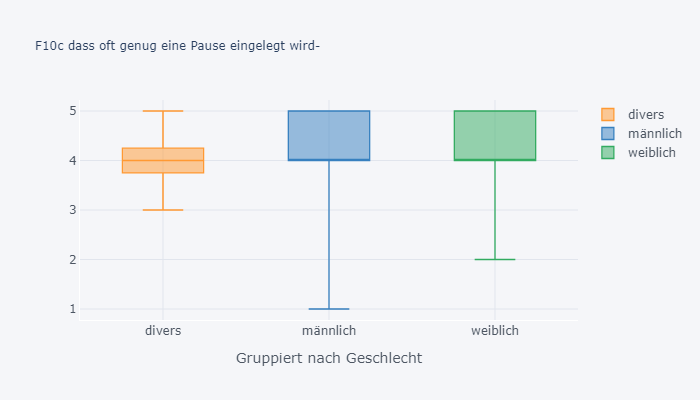 F10c dass oft genug eine Pause eingelegt wird-
5
4
3
2
1
divers
männlich
weiblich
Gruppiert nach Geschlecht
divers
männlich
weiblich